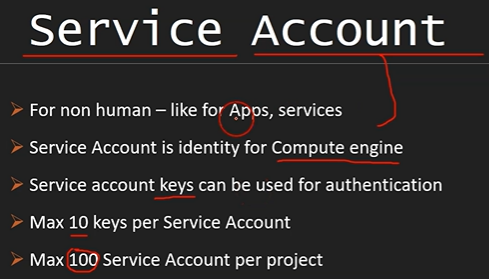 Service Account
For non human – like for Apps, services
Service Account is identity for Compute engine
Service account keys can be used for authentication
Max 10 keys per Service Account
Max 100 Service Account per project